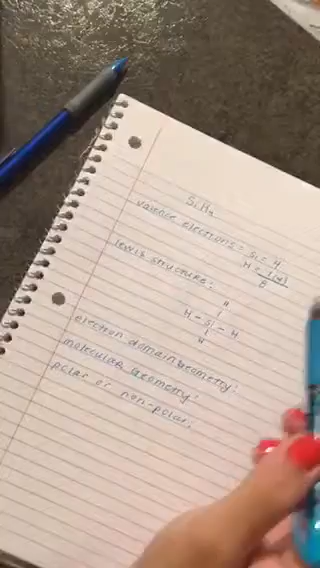 SiH4
valence electrons = Si = 4
H = 1(4)
8
lewis structure:
H
H - Si - H
H
electron domain geometry:
molecular geometry:
polar or non-polar: